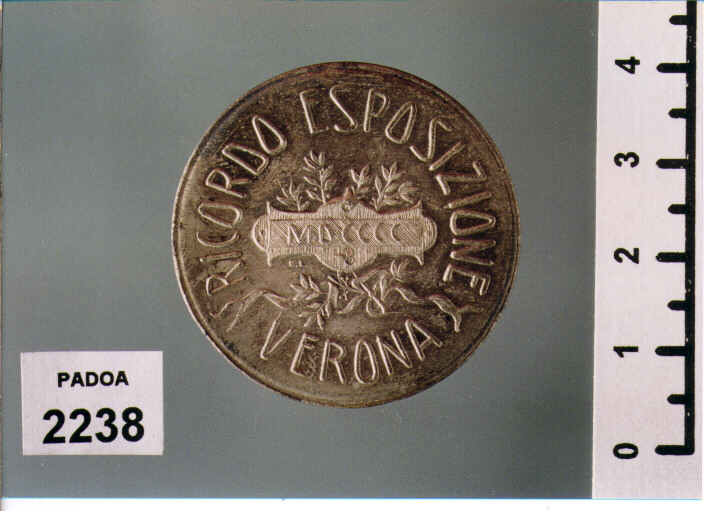 RICORDO ESPOSIZIONE
MDCCCC
VERONA
PADOA
2238
4
3
2
1
0